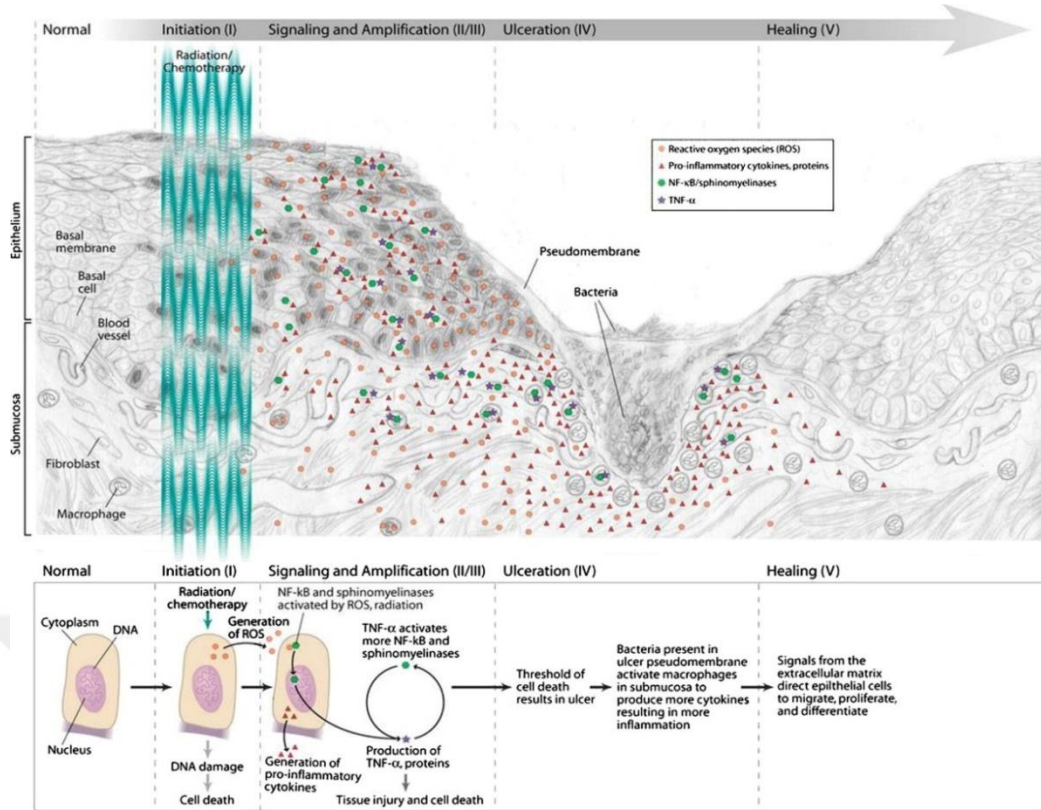 Normal
Initiation (I)
Signaling and Amplification (II/III)
Ulceration (IV)
Healing (V)
Radiation/
Chemotherapy
Reactive oxygen species (ROS)
Pro-inflammatory cytokines, proteins
NF-κB/sphinomyelinases
TNF-α
Epithelium
Submucosa
Basal
membrane
Basal
cell
Blood
vessel
Fibroblast
Macrophage
Pseudomembrane
Bacteria
Normal
Initiation (I)
Signaling and Amplification (II/III)
Ulceration (IV)
Healing (V)
Cytoplasm
DNA
Nucleus
Radiation/
chemotherapy
Generation
of ROS
DNA damage
Cell death
NF-kB and sphinomyelinases
activated by ROS, radiation
Generation of
pro-inflammatory
cytokines
TNF-α activates
more NF-kB and
sphinomyelinases
Production of
TNF-α, proteins
Tissue injury and cell death
Threshold of
cell death
results in ulcer
Bacteria present in
ulcer pseudomembrane
activate macrophages
in submucosa to
produce more cytokines
resulting in more
inflammation
Signals from the
extracellular matrix
direct epilthelial cells
to migrate, proliferate,
and differentiate